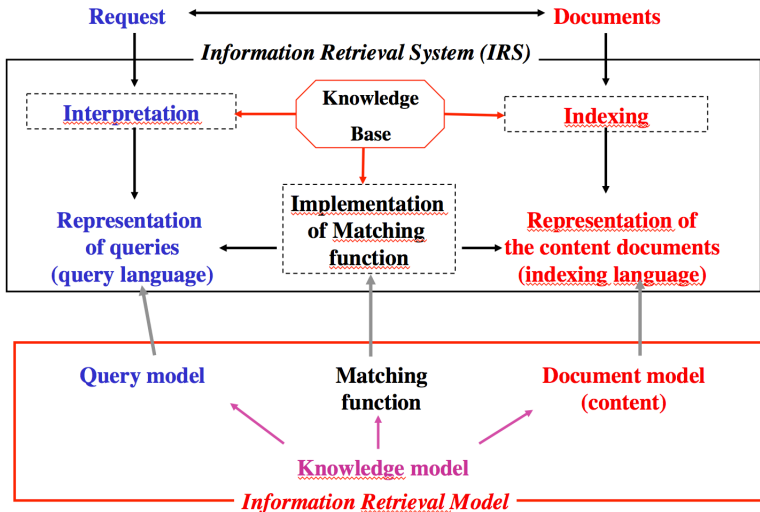 Request
Documents
Information Retrieval System (IRS)
Knowledge
Base
Interpretation
Indexing
Implementation
of Matching
function
Representation
of queries
(query language)
Representation of
the content documents
(indexing language)
Query model
Matching
function
Document model
(content)
Knowledge model
Information Retrieval Model